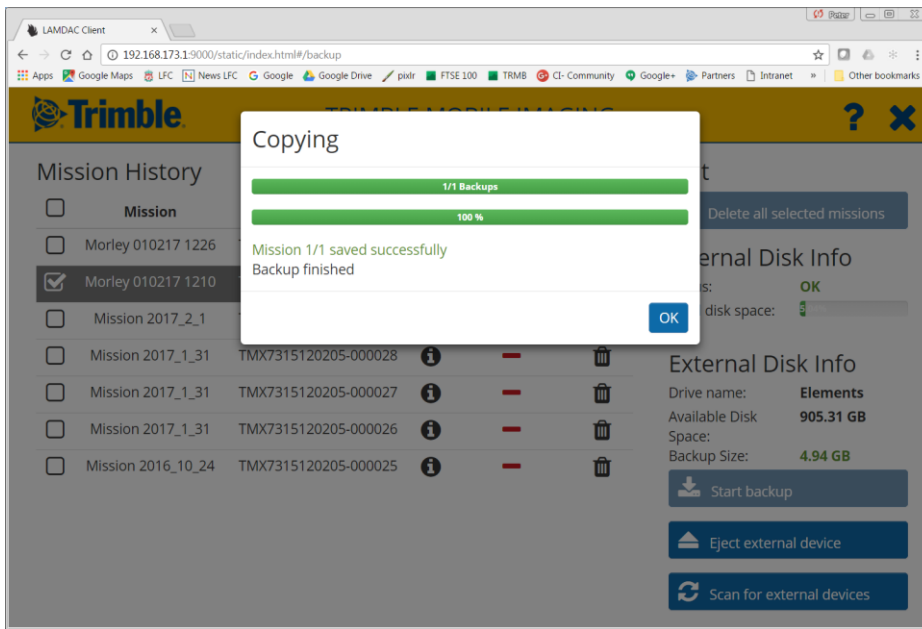 Peter
LAMDAC Client
192.168.173.1:9000/static/index.html#/backup
Apps Google Maps LFC News LFC Google Google Drive pixlr FTSE 100 TRMB CI- Community Google+ Partners Intranet » Other bookmarks
Trimble
TRIMBLE MOBILE IMAGING
? X
Copying
1/1 Backups
100 %
Mission 1/1 saved successfully
Backup finished
OK
Mission History
Mission
Morley 010217 1226
Morley 010217 1210
Mission 2017_2_1
Mission 2017_1_31 TMX7315120205-000028
Mission 2017_1_31 TMX7315120205-000027
Mission 2017_1_31 TMX7315120205-000026
Mission 2016_10_24 TMX7315120205-000025
t
Delete all selected missions
ernal Disk Info
s: OK
disk space:
External Disk Info
Drive name: Elements
Available Disk 905.31 GB
Space:
Backup Size: 4.94 GB
Start backup
Eject external device
Scan for external devices